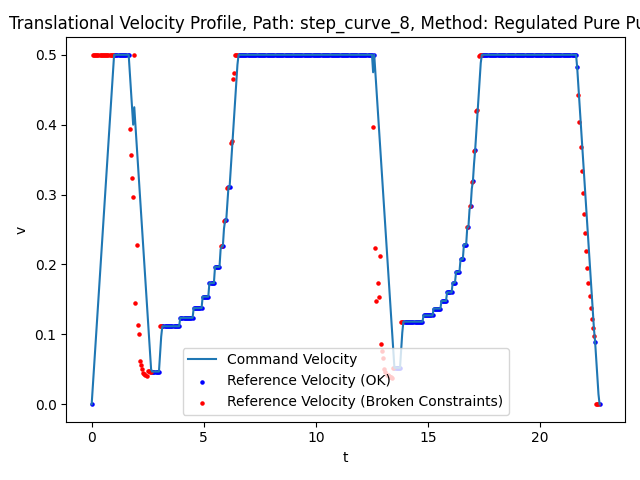 Translational Velocity Profile, Path: step_curve_8, Method: Regulated Pure Pu
0.5
0.4
0.3
0.2
0.1
0.0
v
Command Velocity
Reference Velocity (OK)
Reference Velocity (Broken Constraints)
0 5 10 15 20
t